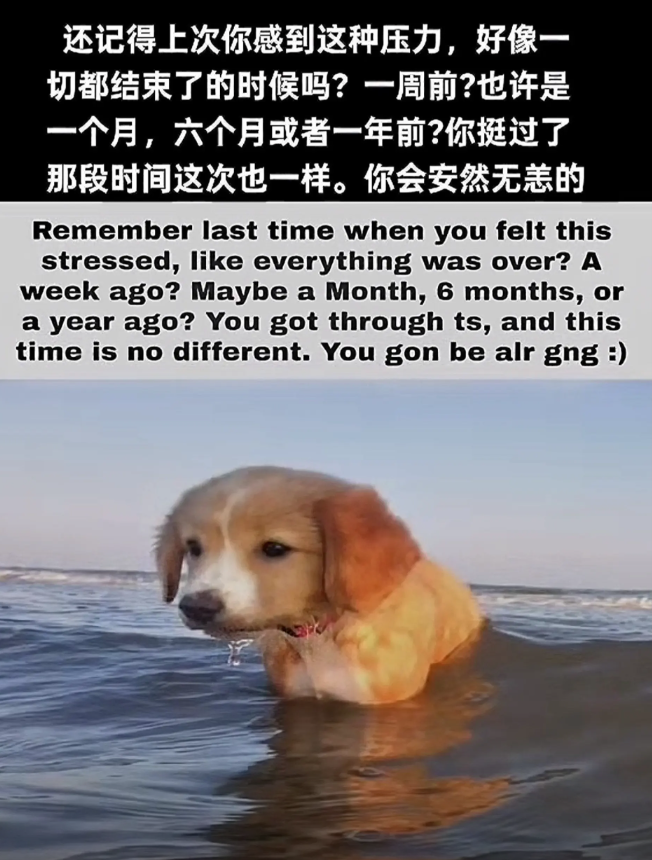 还记得上次你感到这种压力，好像一
切都结束了的时候吗？一周前?也许是
一个月，六个月或者一年前?你挺过了
那段时间这次也一样。你会安然无恙的
Remember last time when you felt this
stressed, like everything was over? A
week ago? Maybe a Month, 6 months, or
a year ago? You got through ts, and this
time is no different. You gon be alr gng :)